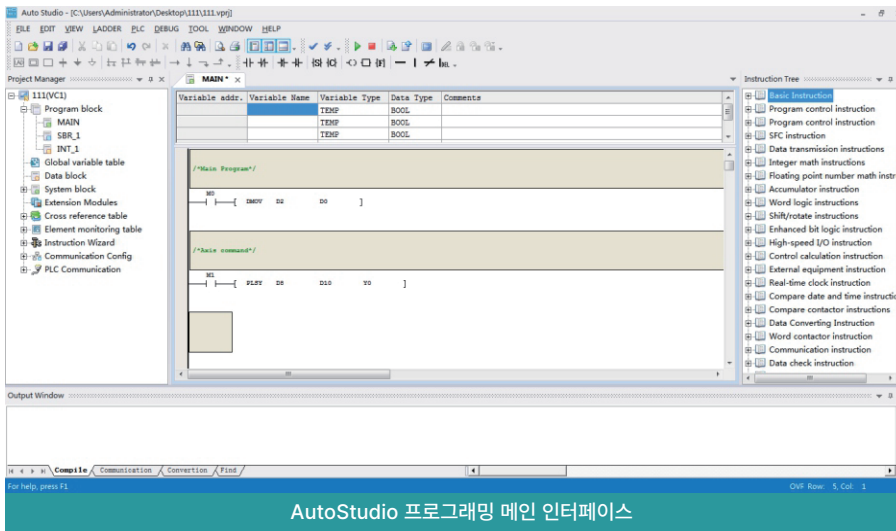 Auto Studio - [C:\Users\Administrator\Desktop\111\111.vprj]
FILE EDIT VIEW LADDER PLC DEBUG TOOL WINDOW HELP
Project Manager
MAIN*
Instruction Tree
111(VC1)
Program block
MAIN
SBR_1
INT_1
Global variable table
Data block
System block
Extension Modules
Cross reference table
Element monitoring table
Instruction Wizard
Communication Config
PLC Communication
Variable addr. Variable Name Variable Type Data Type Comments
TEMP BOOL
TEMP BOOL
TEMP BOOL
/*Main Program*/
M0
[ DMOV D2 D0 ]
/*Axie command*/
M1
[ PLSY D8 D10 Y0 ]
Basic Instruction
Program control instruction
Program control instruction
SFC instruction
Data transmission instructions
Integer math instructions
Floating point number math instr
Accumulator instruction
Word logic instructions
Shift/rotate instructions
Enhanced bit logic instruction
High-speed I/O instruction
Control calculation instruction
External equipment instruction
Real-time clock instruction
Compare date and time instructio
Compare contactor instructions
Data Converting Instruction
Word contactor instruction
Communication instruction
Data check instruction
Output Window
Compile Communication Convertion Find
For help, press F1
OVF Row: 5, Col: 1
AutoStudio 프로그래밍 메인 인터페이스